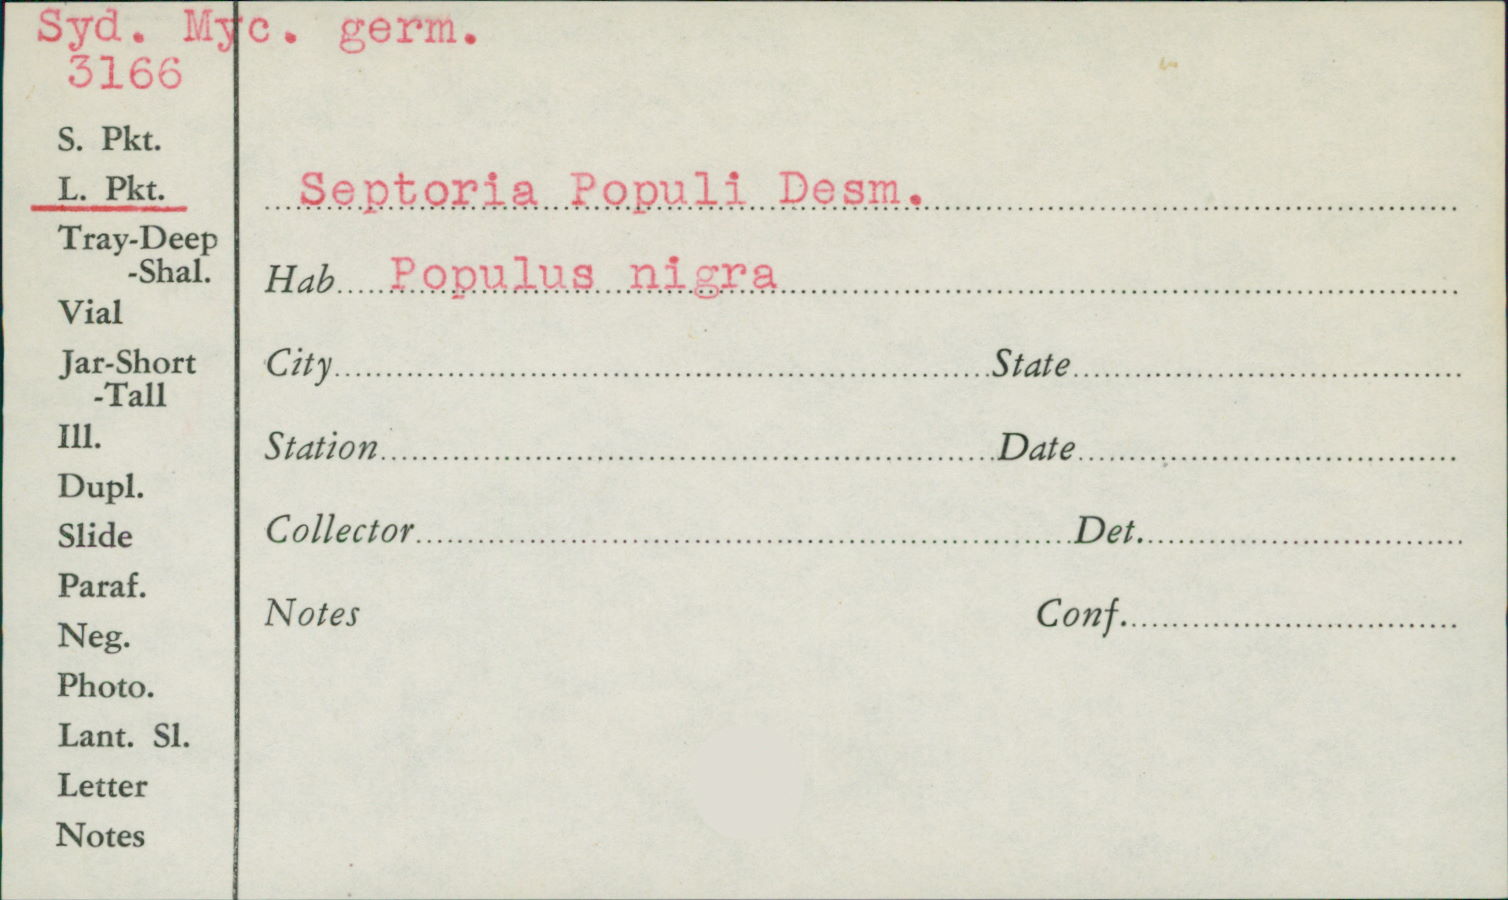 Syd. Myc. germ.
3166
S. Pkt.
L. Pkt.
Tray-Deep
-Shal.
Vial
Jar-Short
-Tall
Ill.
Dupl.
Slide
Paraf.
Neg.
Photo.
Lant. Sl.
Letter
Notes
Septoria Populi Desm.
Hab. Populus nigra
City State
Station Date
Collector Det.
Notes Conf.